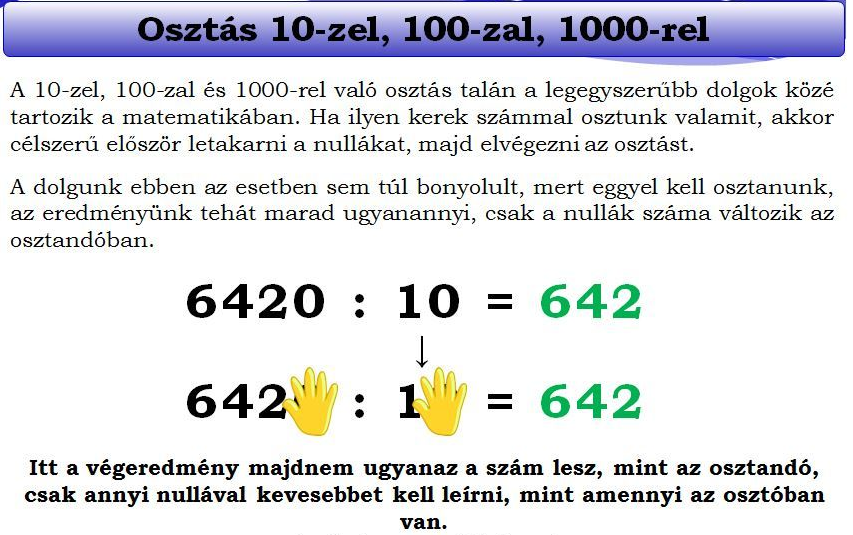 Osztás 10-zel, 100-zal, 1000-rel
A 10-zel, 100-zal és 1000-rel való osztás talán a legegyszerűbb dolgok közé
tartozik a matematikában. Ha ilyen kerek számmal osztunk valamit, akkor
célszerű először letakarni a nullákat, majd elvégezni az osztást.
A dolgunk ebben az esetben sem túl bonyolult, mert eggyel kell osztanunk,
az eredményünk tehát marad ugyanannyi, csak a nullák száma változik az
osztandóban.
6420 : 10 = 642
642 : 1 = 642
Itt a végeredmény majdnem ugyanaz a szám lesz, mint az osztandó,
csak annyi nullával kevesebbet kell leírni, mint amennyi az osztóban
van.